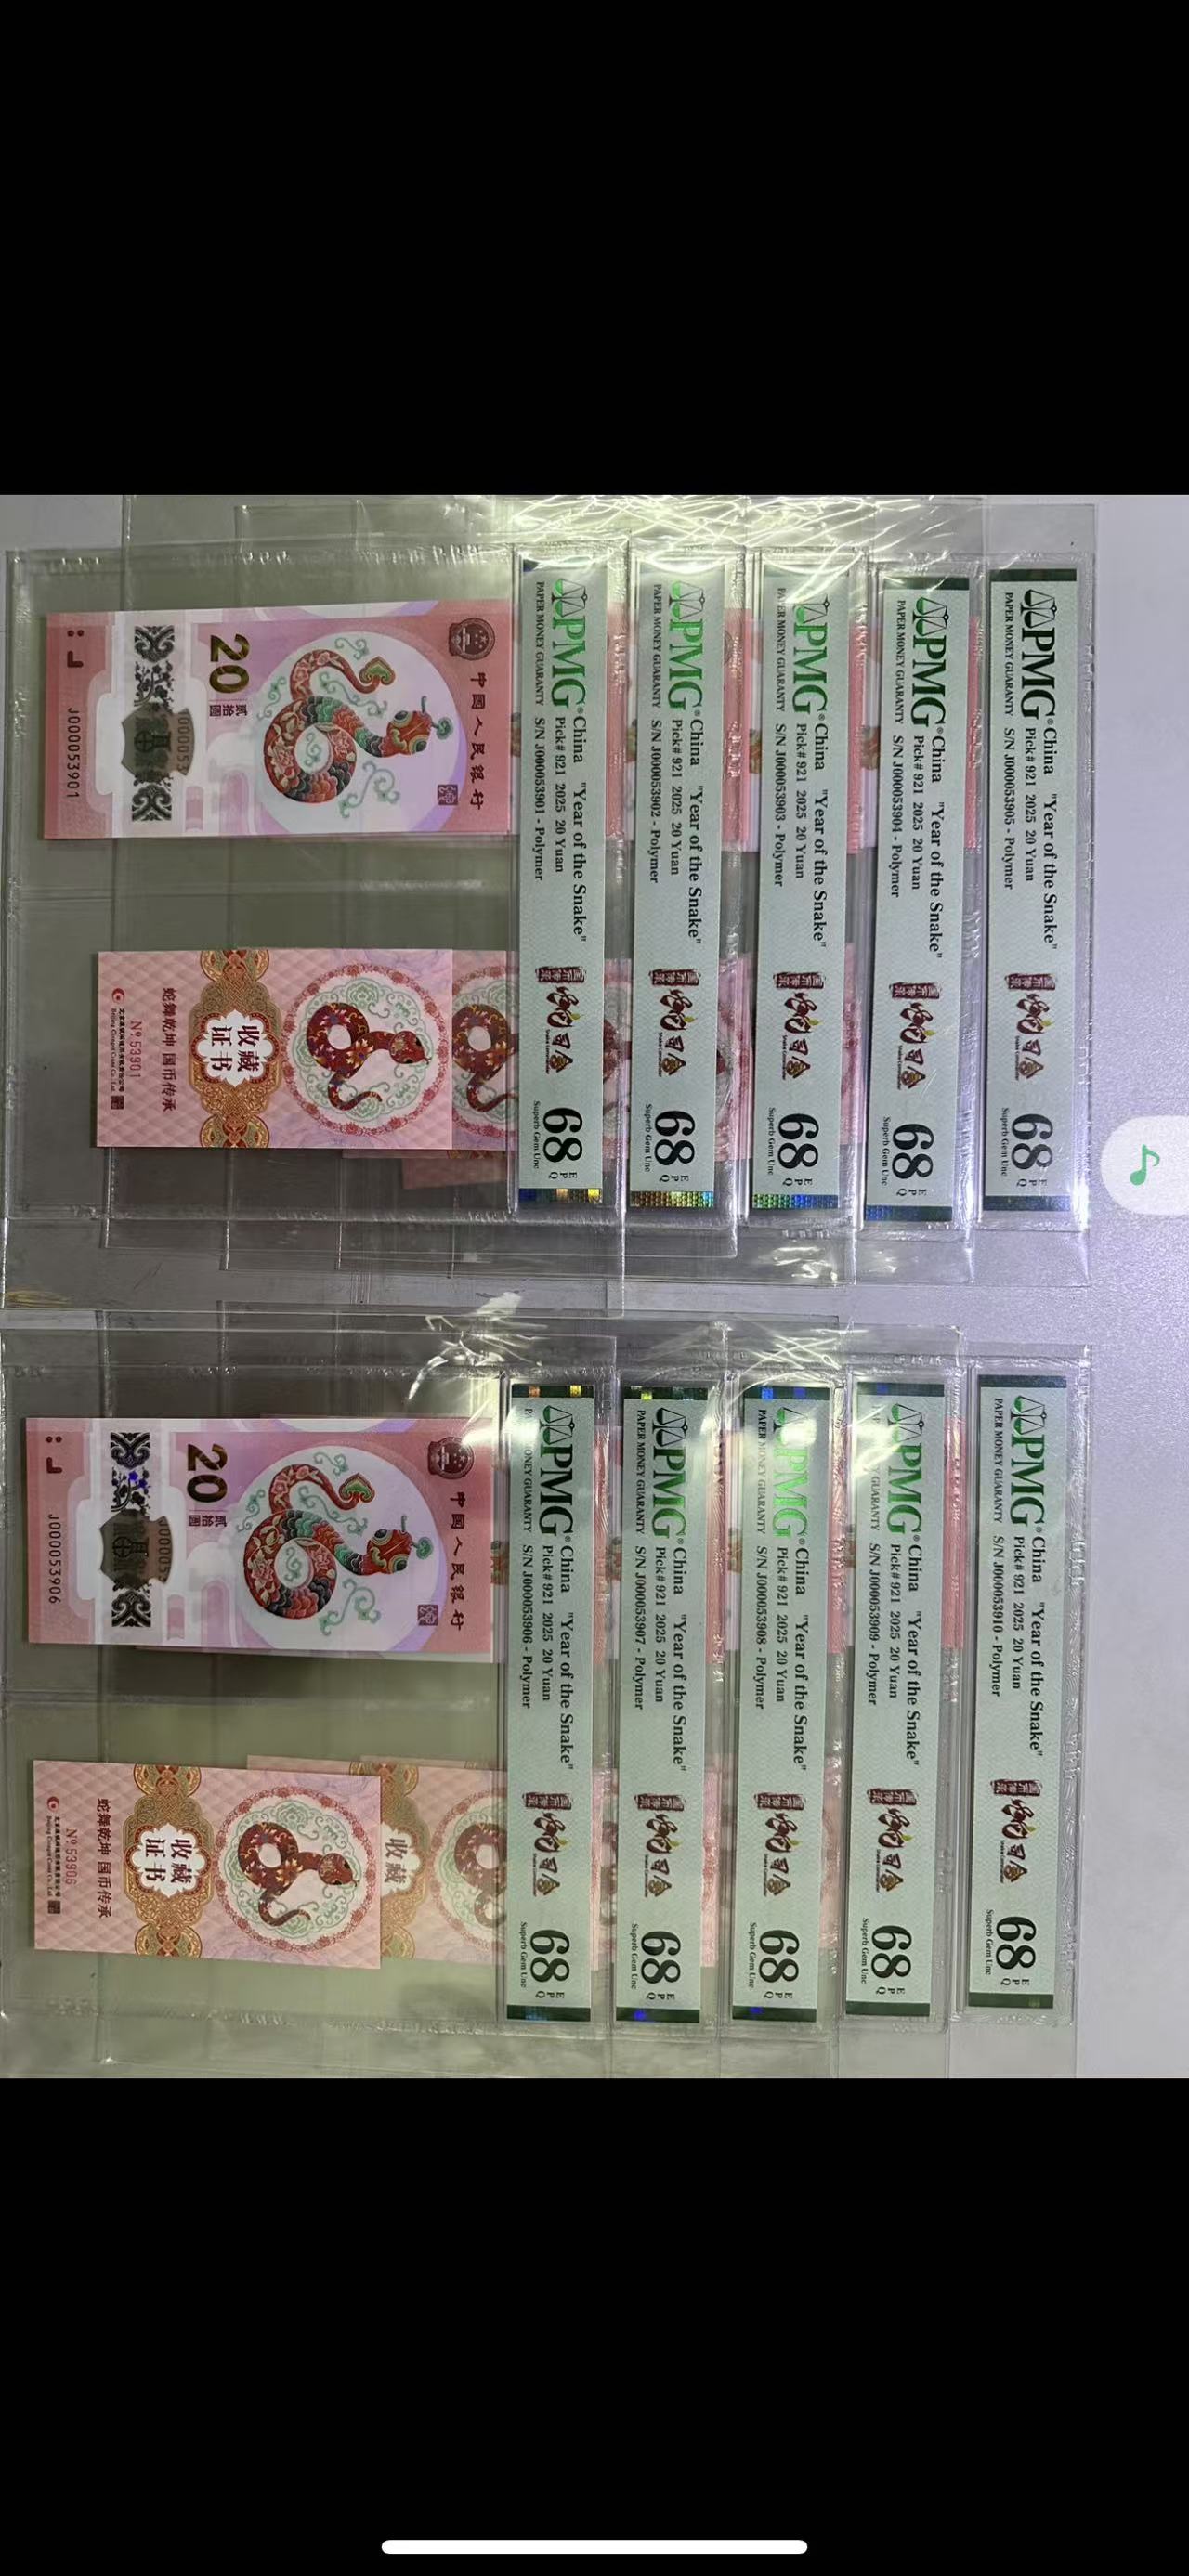 中國人民銀行
20
贰拾圆
J000053901
收藏
证书
蛇舞乾坤 国币传承
№53901
PMG®
PAPER MONEY GUARANTY
China "Year of the Snake"
Pick# 921 2025 20 Yuan
S/N J000053901 - Polymer
68
EPQ
Superb Gem Unc
PMG®
PAPER MONEY GUARANTY
China "Year of the Snake"
Pick# 921 2025 20 Yuan
S/N J000053902 - Polymer
68
EPQ
Superb Gem Unc
PMG®
PAPER MONEY GUARANTY
China "Year of the Snake"
Pick# 921 2025 20 Yuan
S/N J000053903 - Polymer
68
EPQ
Superb Gem Unc
PMG®
PAPER MONEY GUARANTY
China "Year of the Snake"
Pick# 921 2025 20 Yuan
S/N J000053904 - Polymer
68
EPQ
Superb Gem Unc
PMG®
PAPER MONEY GUARANTY
China "Year of the Snake"
Pick# 921 2025 20 Yuan
S/N J000053905 - Polymer
68
EPQ
Superb Gem Unc
中國人民銀行
20
贰拾圆
J000053906
收藏
证书
蛇舞乾坤 国币传承
№53906
收藏
PMG®
MONEY GUARANTY
China "Year of the Snake"
Pick# 921 2025 20 Yuan
S/N J000053906 - Polymer
68
EPQ
Superb Gem Unc
PMG®
PAPER MONEY GUARANTY
China "Year of the Snake"
Pick# 921 2025 20 Yuan
S/N J000053907 - Polymer
68
EPQ
Superb Gem Unc
PMG®
PAPER MONEY GUARANTY
China "Year of the Snake"
Pick# 921 2025 20 Yuan
S/N J000053908 - Polymer
68
EPQ
Superb Gem Unc
PMG®
GUARANTY
China "Year of the Snake"
Pick# 921 2025 20 Yuan
S/N J000053909 - Polymer
68
EPQ
Superb Gem Unc
PMG®
PAPER MONEY GUARANTY
China "Year of the Snake"
Pick# 921 2025 20 Yuan
S/N J000053910 - Polymer
68
EPQ
Superb Gem Unc